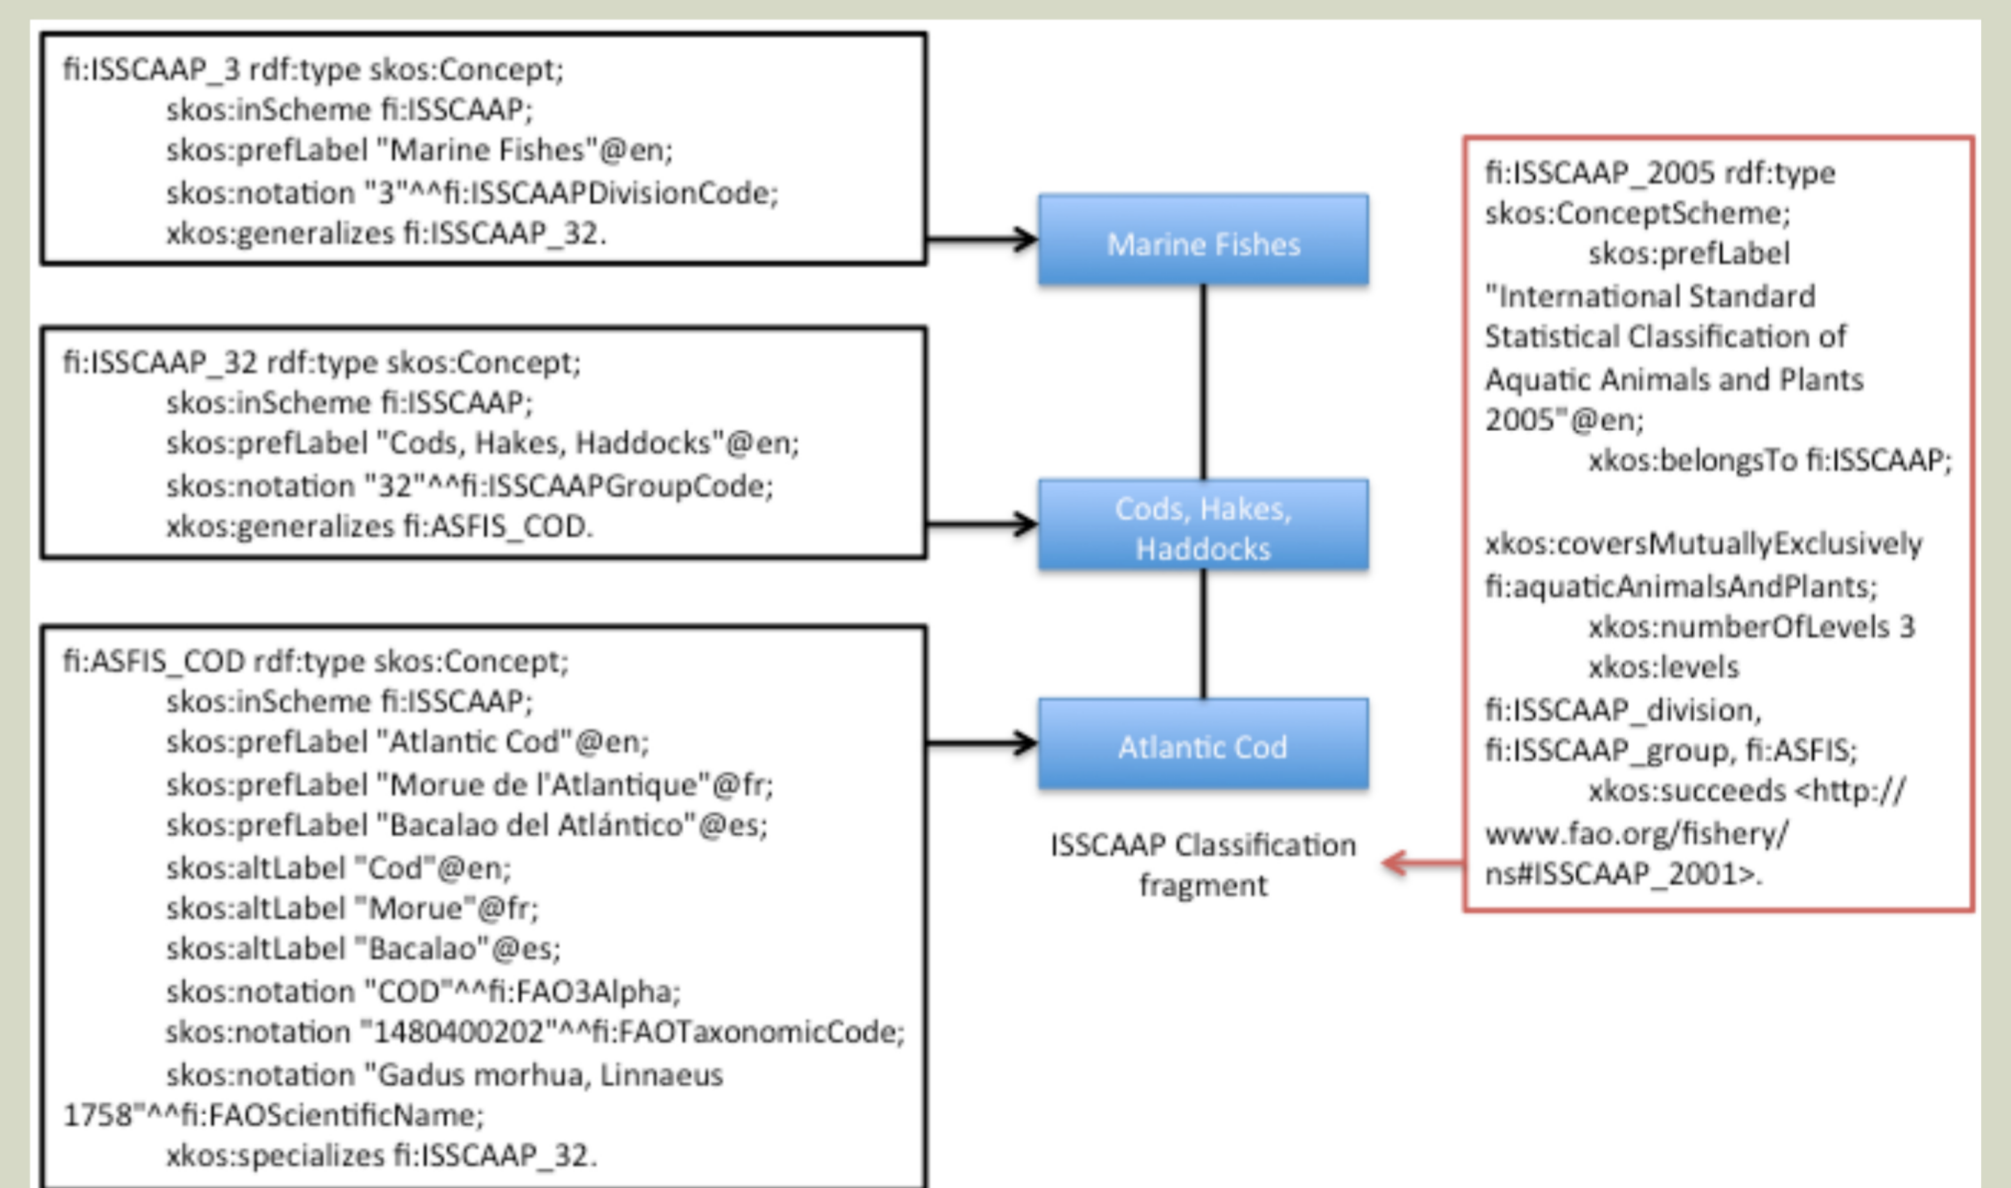 fi:ISSCAAP_3 rdf:type skos:Concept;
skos:inScheme fi:ISSCAAP;
skos:prefLabel "Marine Fishes"@en;
skos:notation "3"^^fi:ISSCAAPDivisionCode;
xkos:generalizes fi:ISSCAAP_32.
fi:ISSCAAP_32 rdf:type skos:Concept;
skos:inScheme fi:ISSCAAP;
skos:prefLabel "Cods, Hakes, Haddocks"@en;
skos:notation "32"^^fi:ISSCAAPGroupCode;
xkos:generalizes fi:ASFIS_COD.
fi:ASFIS_COD rdf:type skos:Concept;
skos:inScheme fi:ISSCAAP;
skos:prefLabel "Atlantic Cod"@en;
skos:prefLabel "Morue de l'Atlantique"@fr;
skos:prefLabel "Bacalao del Atlántico"@es;
skos:altLabel "Cod"@en;
skos:altLabel "Morue"@fr;
skos:altLabel "Bacalao"@es;
skos:notation "COD"^^fi:FAO3Alpha;
skos:notation "1480400202"^^fi:FAOTaxonomicCode;
skos:notation "Gadus morhua, Linnaeus
1758"^^fi:FAOScientificName;
xkos:specializes fi:ISSCAAP_32.
Marine Fishes
Cods, Hakes,
Haddocks
Atlantic Cod
ISSCAAP Classification
fragment
fi:ISSCAAP_2005 rdf:type
skos:ConceptScheme;
skos:prefLabel
"International Standard
Statistical Classification of
Aquatic Animals and Plants
2005"@en;
xkos:belongsTo fi:ISSCAAP;
xkos:coversMutuallyExclusively
fi:aquaticAnimalsAndPlants;
xkos:numberOfLevels 3
xkos:levels
fi:ISSCAAP_division,
fi:ISSCAAP_group, fi:ASFIS;
xkos:succeeds <http://
www.fao.org/fishery/
ns#ISSCAAP_2001>.